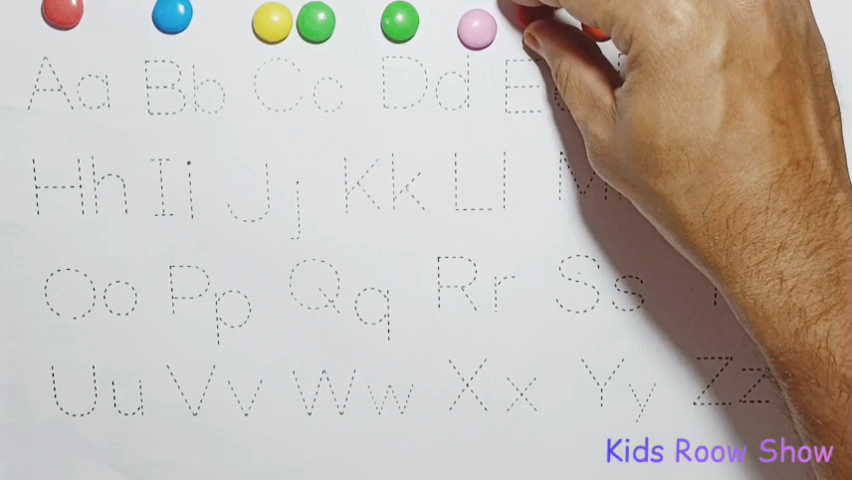 Aa Bb Cc Dd E
Hh Ii Jj Kk Ll M
Oo Pp Qq Rr Ss
Uu Vv Ww Xx Yy Zz
Kids Roow Show